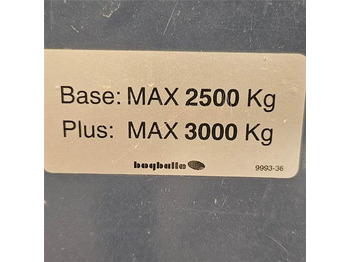 Base: MAX 2500 Kg
Plus: MAX 3000 Kg
bogballe
9993-36